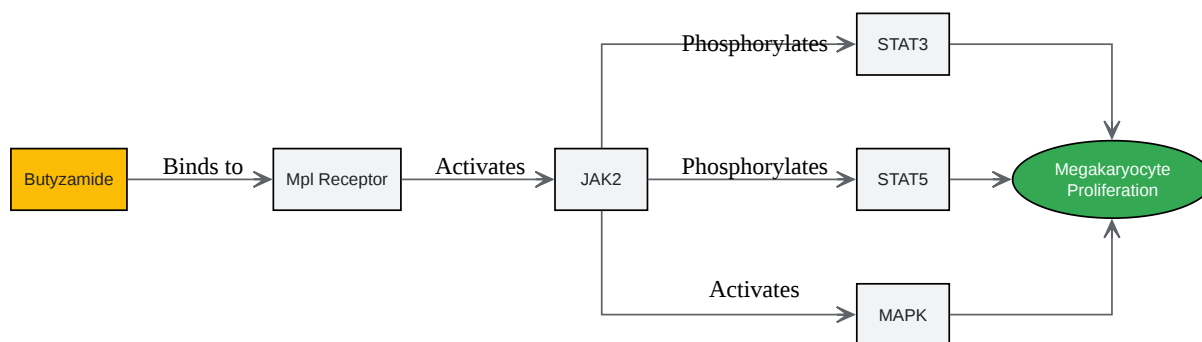 Phosphorylates
STAT3
Butyzamide
Binds to
Mpl Receptor
Activates
JAK2
Phosphorylates
STAT5
Megakaryocyte
Proliferation
Activates
MAPK